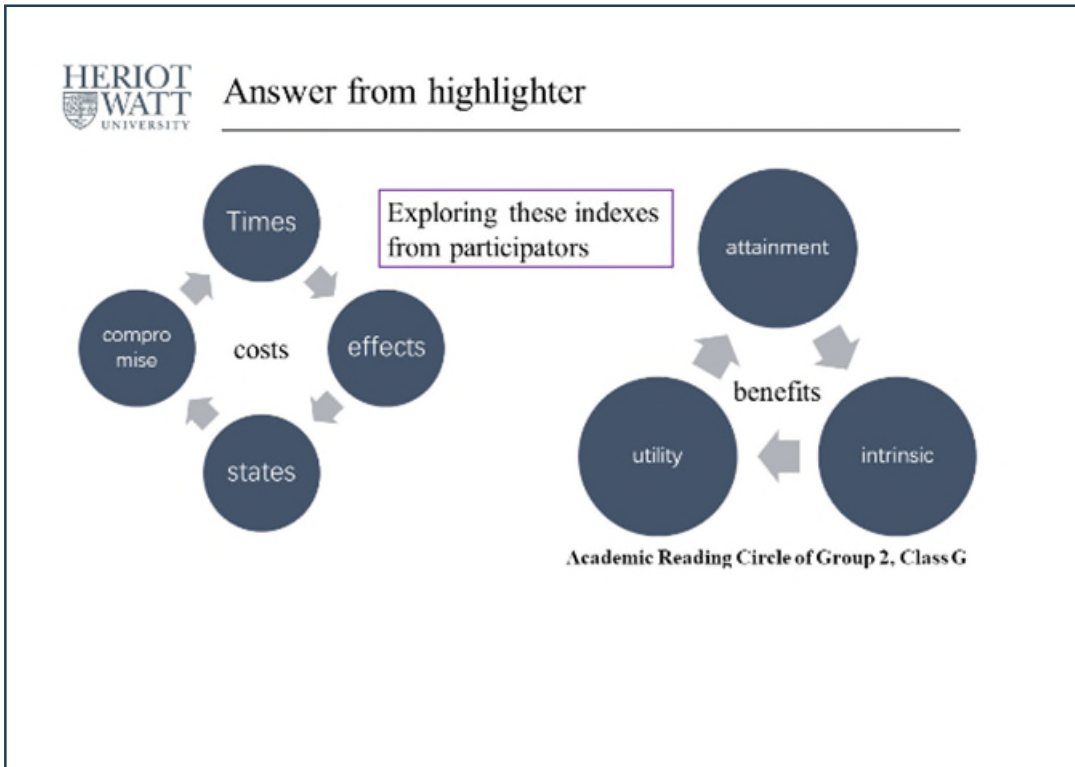 HERIOT
WATT
UNIVERSITY
Answer from highlighter
Times
Exploring these indexes
from participators
attainment
compro
mise
costs
effects
benefits
utility
intrinsic
states
Academic Reading Circle of Group 2, Class G